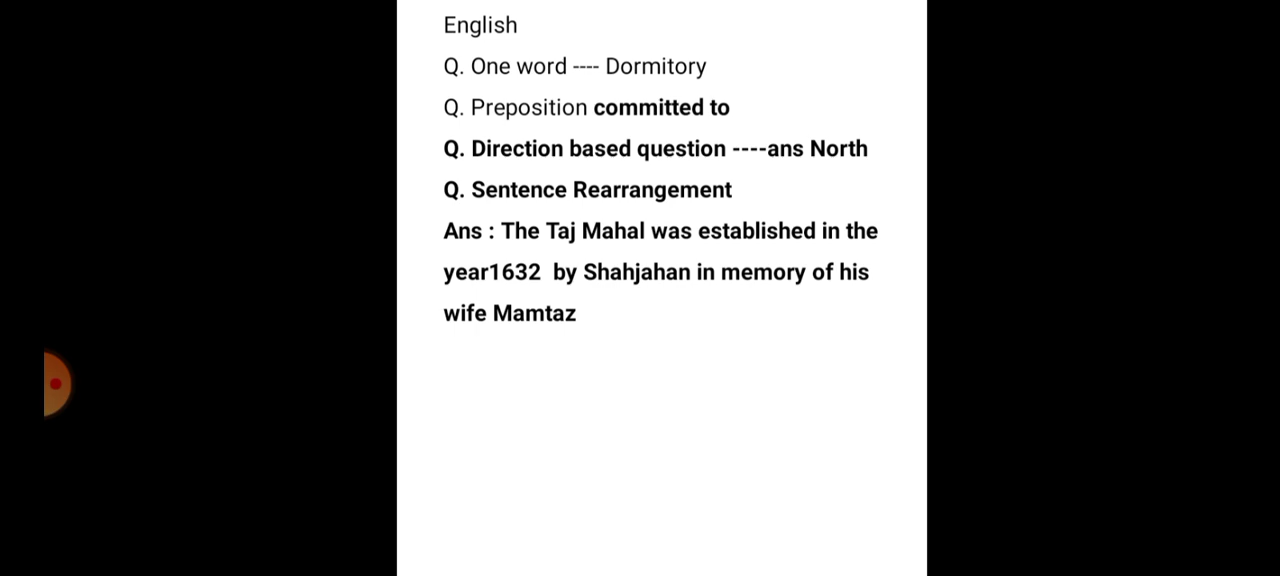 English
Q. One word ---- Dormitory
Q. Preposition committed to
Q. Direction based question ----ans North
Q. Sentence Rearrangement
Ans : The Taj Mahal was established in the
year1632  by Shahjahan in memory of his
wife Mamtaz